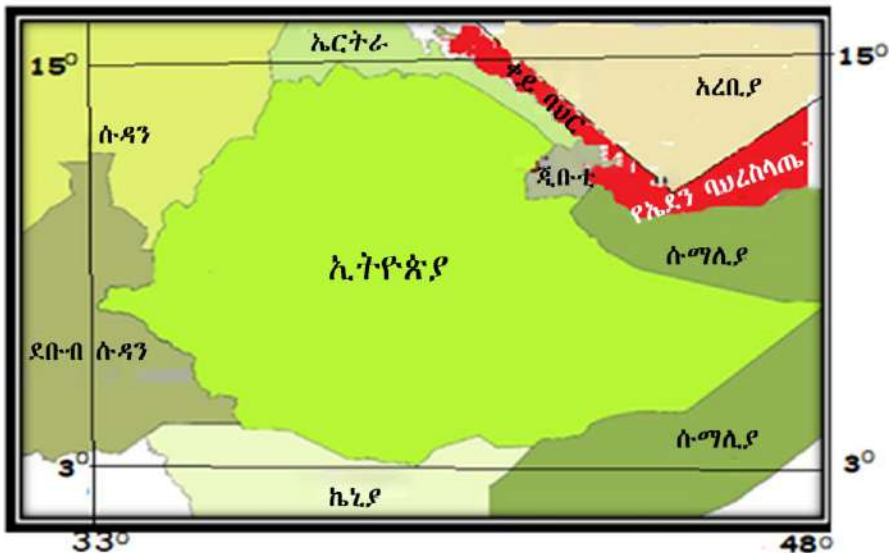 ኤርትራ
15° 15°
ቀይ ባህር
አረቢያ
ሱዳን
ጂቡቲ
የኤደን ባህረስላጤ
ሱማሊያ
ኢትዮጵያ
ደቡብ ሱዳን
ሱማሊያ
3° 3°
ኬኒያ
33° 48°